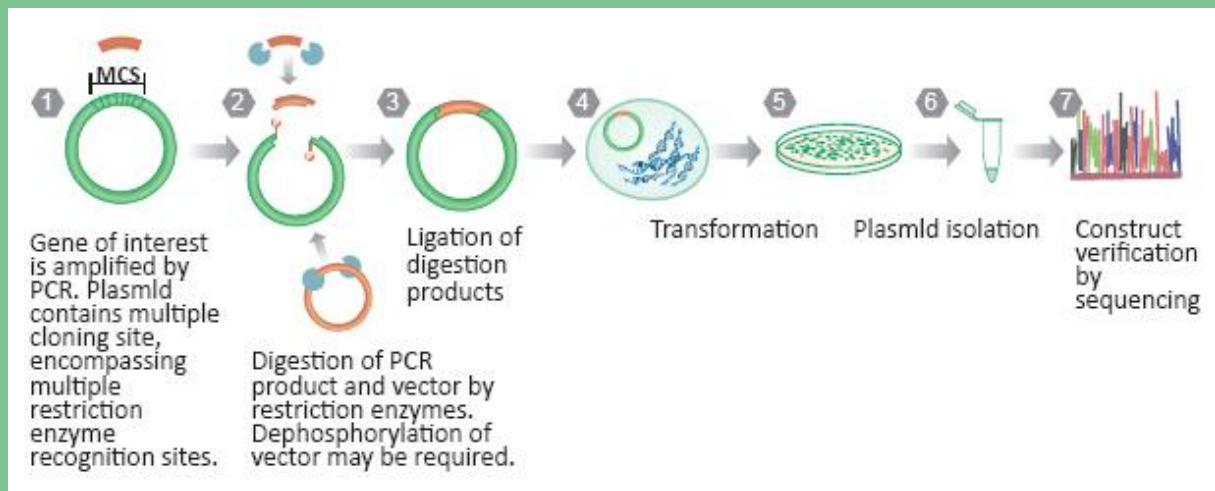 MCS
1
2
3
4
5
6
7
Gene of interest
is amplified by
PCR. Plasmld
contains multiple
cloning site,
encompassing
multiple
restriction
enzyme
recognition sites.
Digestion of PCR
product and vector by
restriction enzymes.
Dephosphorylation of
vector may be required.
Ligation of
digestion
products
Transformation
Plasmld isolation
Construct
verification
by
sequencing